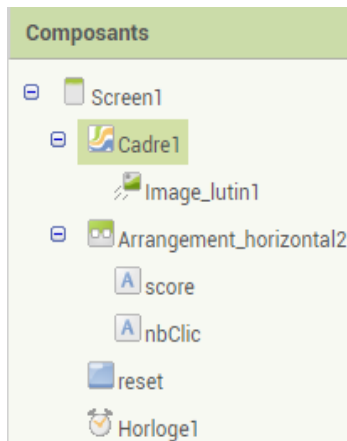 Composants
Screen1
Cadre1
Image_lutin1
Arrangement_horizontal2
A score
A nbClic
reset
Horloge1